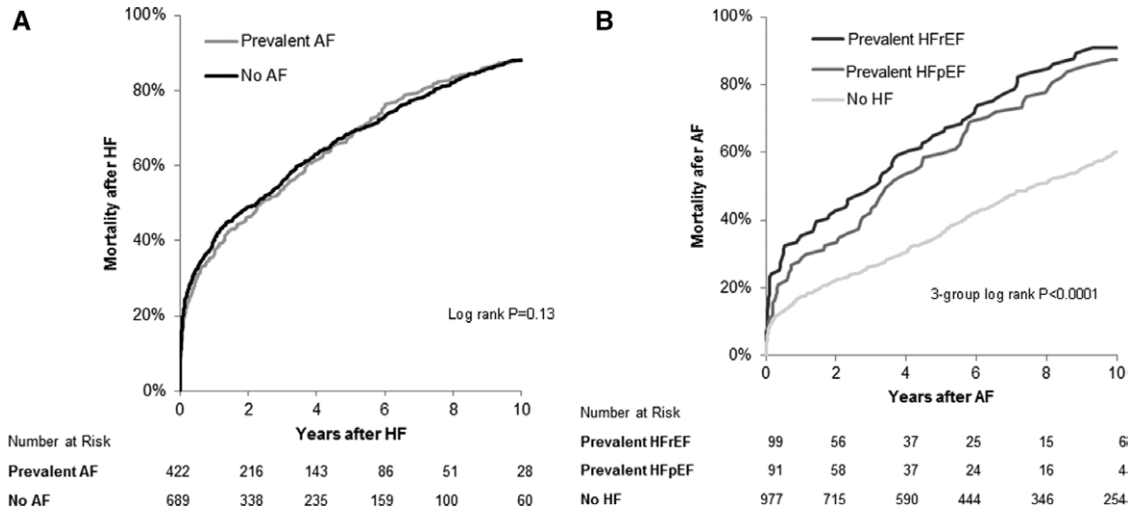 A
100%
80%
60%
40%
20%
0%
Mortality after HF
Prevalent AF
No AF
Log rank P=0.13
0 2 4 6 8 10
Years after HF
Number at Risk
Prevalent AF 422 216 143 86 51 28
No AF 689 338 235 159 100 60
B
100%
80%
60%
40%
20%
0%
Mortality afer AF
Prevalent HFrEF
Prevalent HFpEF
No HF
3-group log rank P<0.0001
0 2 4 6 8 10
Years after AF
Number at Risk
Prevalent HFrEF 99 56 37 25 15
Prevalent HFpEF 91 58 37 24 16 4
No HF 977 715 590 444 346 254